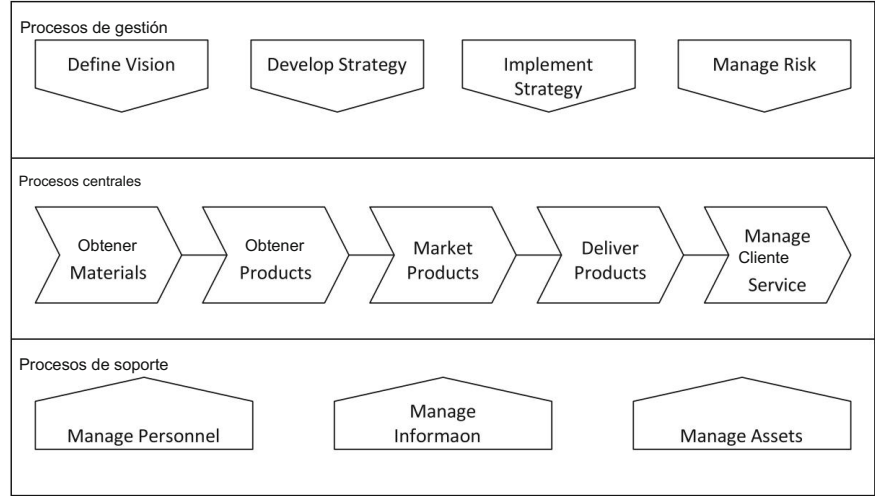 Procesos de gestión
Define Vision
Develop Strategy
Implement
Strategy
Manage Risk
Procesos centrales
Obtener
Materials
Obtener
Products
Market
Products
Deliver
Products
Manage
Cliente
Service
Procesos de soporte
Manage Personnel
Manage
Informaon
Manage Assets